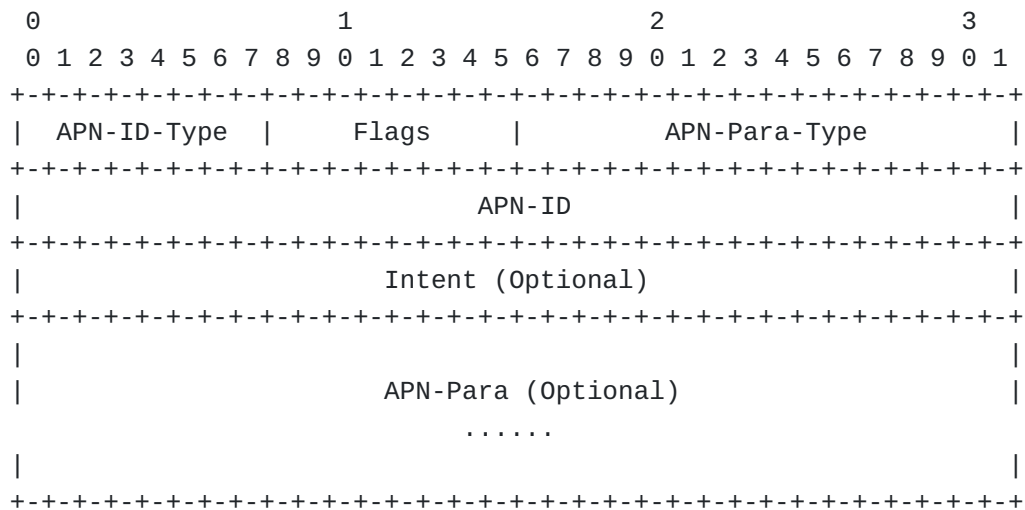 0                   1                   2                   3
 0 1 2 3 4 5 6 7 8 9 0 1 2 3 4 5 6 7 8 9 0 1 2 3 4 5 6 7 8 9 0 1
+-+-+-+-+-+-+-+-+-+-+-+-+-+-+-+-+-+-+-+-+-+-+-+-+-+-+-+-+-+-+-+-+
|  APN-ID-Type  |     Flags     |         APN-Para-Type         |
+-+-+-+-+-+-+-+-+-+-+-+-+-+-+-+-+-+-+-+-+-+-+-+-+-+-+-+-+-+-+-+-+
|                             APN-ID                            |
+-+-+-+-+-+-+-+-+-+-+-+-+-+-+-+-+-+-+-+-+-+-+-+-+-+-+-+-+-+-+-+-+
|                       Intent (Optional)                       |
+-+-+-+-+-+-+-+-+-+-+-+-+-+-+-+-+-+-+-+-+-+-+-+-+-+-+-+-+-+-+-+-+
|                                                               |
|                       APN-Para (Optional)                     |
                             ......
|                                                               |
+-+-+-+-+-+-+-+-+-+-+-+-+-+-+-+-+-+-+-+-+-+-+-+-+-+-+-+-+-+-+-+-+